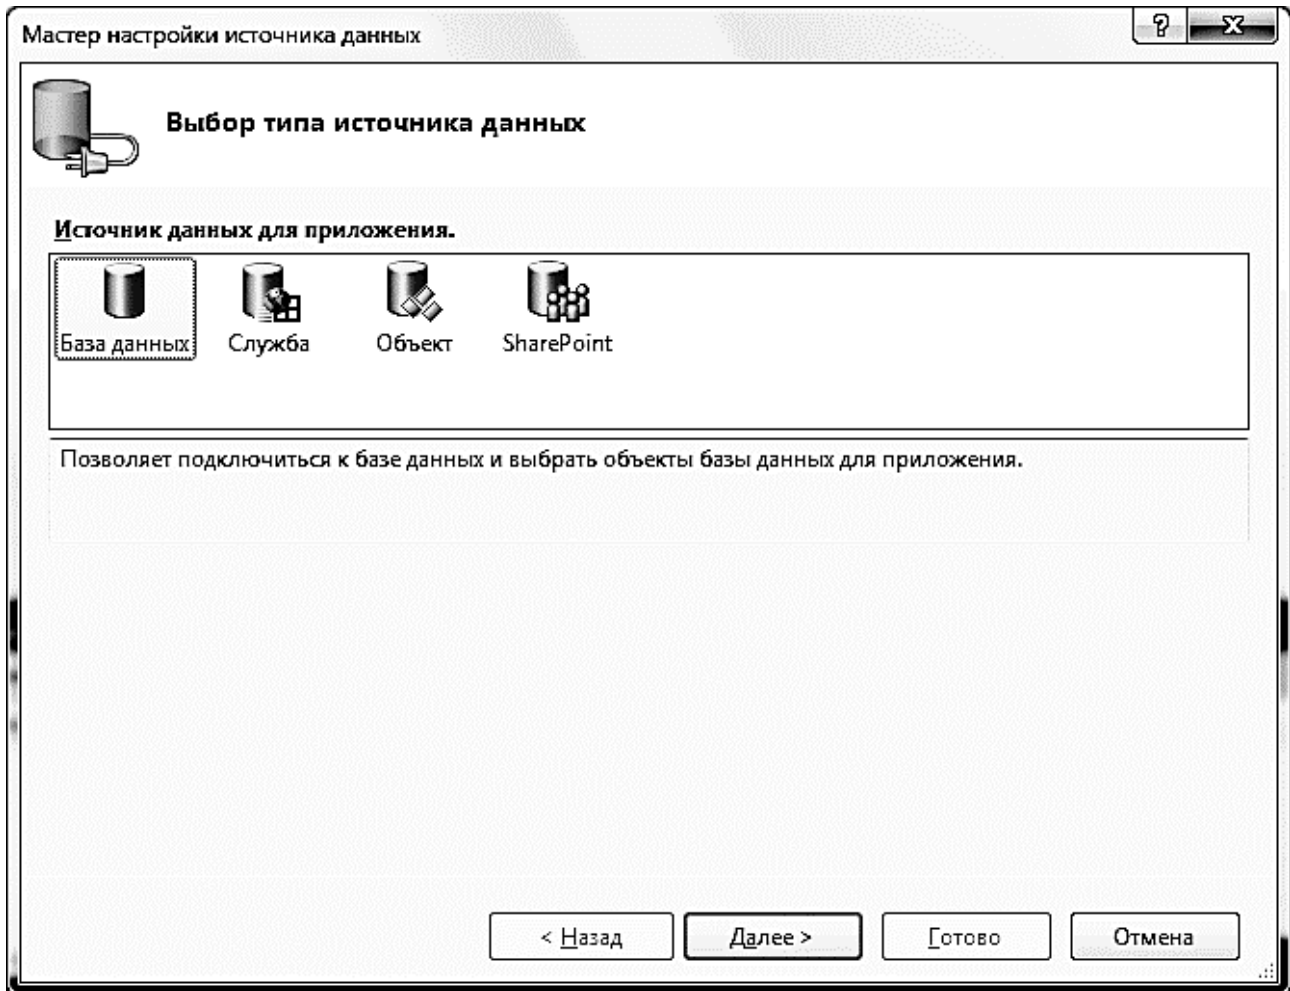 Мастер настройки источника данных
Выбор типа источника данных
Источник данных для приложения.
База данных Служба Объект SharePoint
Позволяет подключиться к базе данных и выбрать объекты базы данных для приложения.
< Назад Далее > Готово Отмена